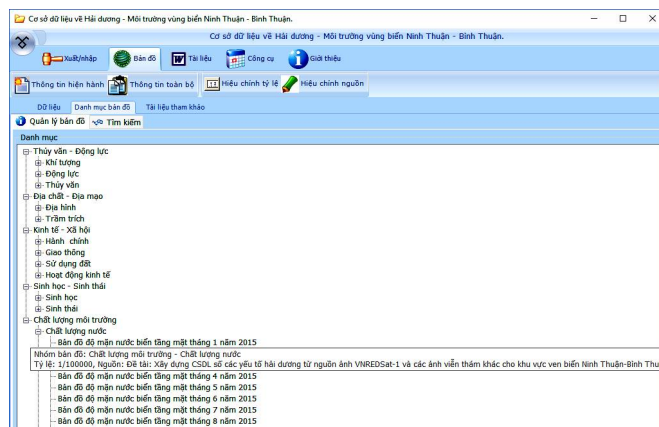 Cơ sở dữ liệu về Hải dương - Môi trường vùng biển Ninh Thuận - Bình Thuận.
Cơ sở dữ liệu về Hải dương - Môi trường vùng biển Ninh Thuận - Bình Thuận.
Xuất/nhập Bản đồ Tài liệu Công cụ Giới thiệu
Thông tin hiện hành Thông tin toàn bộ Hiệu chỉnh tỷ lệ Hiệu chỉnh nguồn
Dữ liệu Danh mục bản đồ Tài liệu tham khảo
Quản lý bản đồ Tìm kiếm
Danh mục
Thủy văn - Động lực
Khí tượng
Động lực
Thủy văn
Địa chất - Địa mạo
Địa hình
Trầm trích
Kinh tế - Xã hội
Hành chính
Giao thông
Sử dụng đất
Hoạt động kinh tế
Sinh học - Sinh thái
Sinh học
Sinh thái
Chất lượng môi trường
Chất lượng nước
Bản đồ độ mặn nước biển tầng mặt tháng 1 năm 2015
Nhóm bản đồ: Chất lượng môi trường - Chất lượng nước
Tỷ lệ: 1/100000, Nguồn: Đề tài: Xây dựng CSDL số các yếu tố hải dương từ nguồn ảnh VNREDSat-1 và các ảnh viễn thám khác cho khu vực ven biển Ninh Thuận-Bình Thu
Bản đồ độ mặn nước biển tầng mặt tháng 4 năm 2015
Bản đồ độ mặn nước biển tầng mặt tháng 5 năm 2015
Bản đồ độ mặn nước biển tầng mặt tháng 6 năm 2015
Bản đồ độ mặn nước biển tầng mặt tháng 7 năm 2015
Bản đồ độ mặn nước biển tầng mặt tháng 8 năm 2015